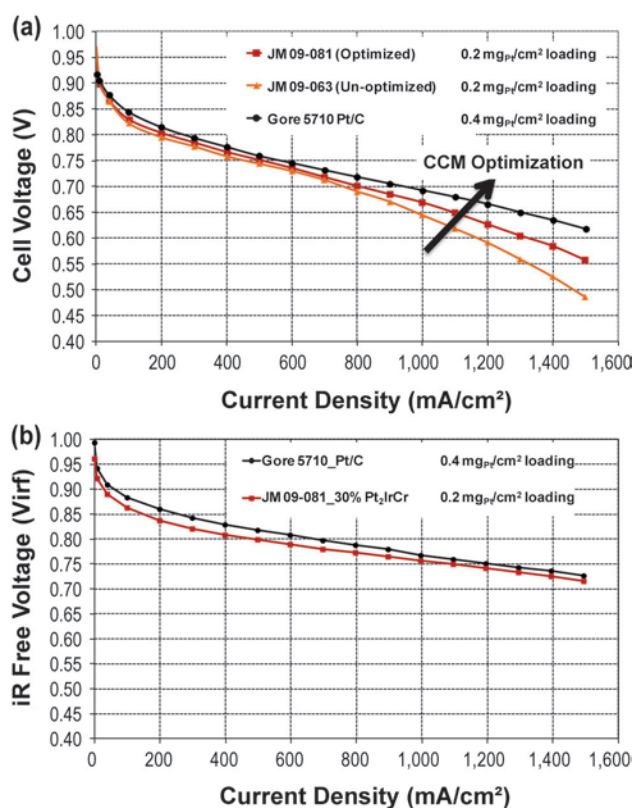 (a)
JM 09-081 (Optimized) 0.2 mgPt/cm² loading
JM 09-063 (Un-optimized) 0.2 mgPt/cm² loading
Gore 5710 Pt/C 0.4 mgPt/cm² loading
CCM Optimization
Cell Voltage (V)
1.00
0.95
0.90
0.85
0.80
0.75
0.70
0.65
0.60
0.55
0.50
0.45
0.40
0 200 400 600 800 1,000 1,200 1,400 1,600
Current Density (mA/cm²)
(b)
Gore 5710_Pt/C 0.4 mgPt/cm² loading
JM 09-081_30% Pt₂IrCr 0.2 mgPt/cm² loading
iR Free Voltage (Virf)
1.00
0.95
0.90
0.85
0.80
0.75
0.70
0.65
0.60
0.55
0.50
0.45
0.40
0 200 400 600 800 1,000 1,200 1,400 1,600
Current Density (mA/cm²)